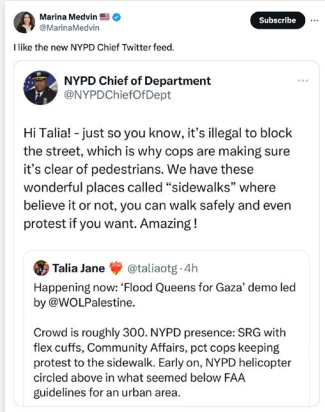 Marina Medvin 🇺🇸
@MarinaMedvin
Subscribe
I like the new NYPD Chief Twitter feed.
NYPD Chief of Department
@NYPDChiefOfDept
Hi Talia! - just so you know, it’s illegal to block
the street, which is why cops are making sure
it’s clear of pedestrians. We have these
wonderful places called “sidewalks” where
believe it or not, you can walk safely and even
protest if you want. Amazing !
Talia Jane ❤️‍🔥 @taliaotg · 4h
Happening now: ‘Flood Queens for Gaza’ demo led
by @WOLPalestine.
Crowd is roughly 300. NYPD presence: SRG with
flex cuffs, Community Affairs, pct cops keeping
protest to the sidewalk. Early on, NYPD helicopter
circled above in what seemed below FAA
guidelines for an urban area.